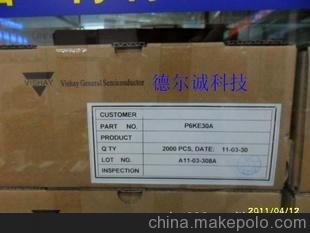 VISHAY
Vishay General Semiconductor
德尔诚科技
CUSTOMER
PART NO. P6KE30A
PRODUCT
Q'TY 2000 PCS, DATE: 11-03-30
LOT NO. A11-03-308A
2011/04/12
www.china.makepolo.com